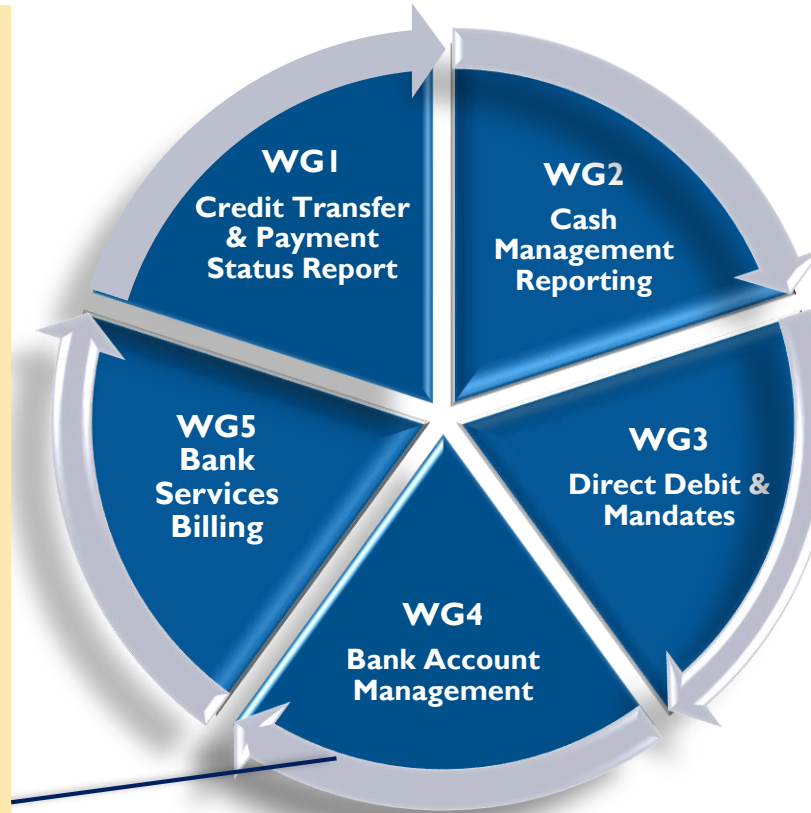 WG1
Credit Transfer
& Payment
Status Report
WG2
Cash
Management
Reporting
WG3
Direct Debit &
Mandates
WG4
Bank Account
Management
WG5
Bank
Services
Billing